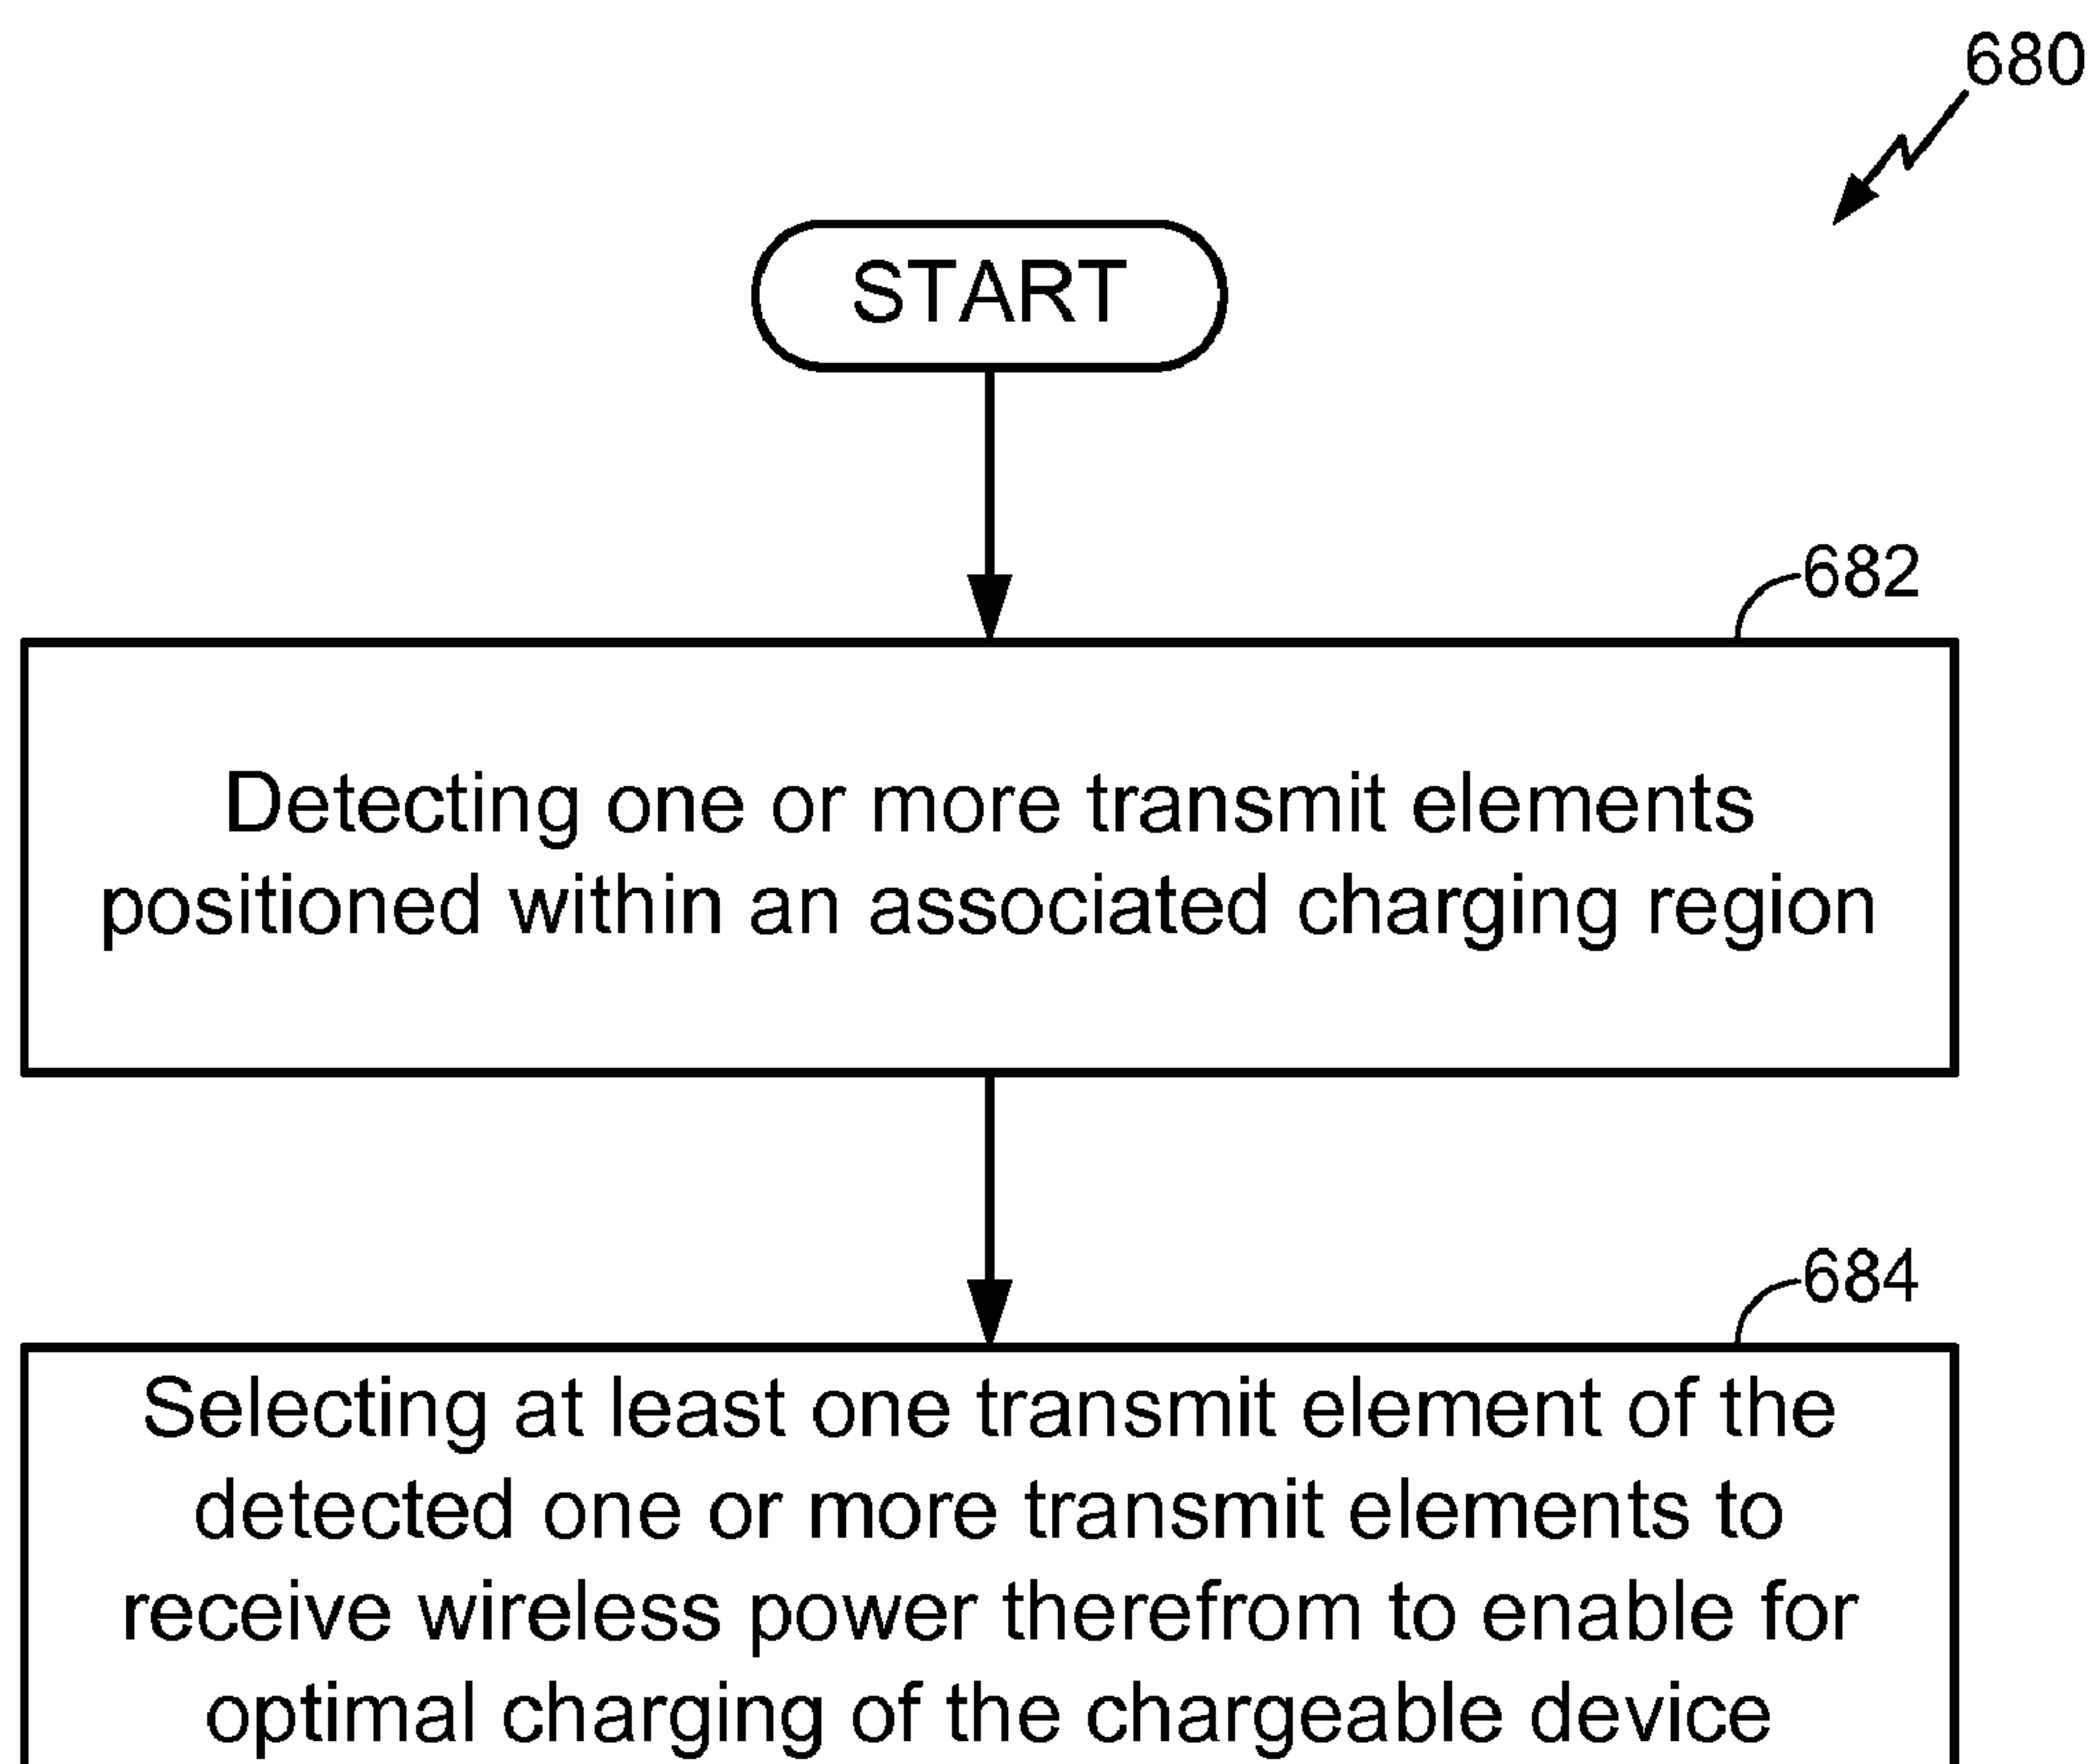 680
START
682
Detecting one or more transmit elements
positioned within an associated charging region
684
Selecting at least one transmit element of the
detected one or more transmit elements to
receive wireless power therefrom to enable for
optimal charging of the chargeable device